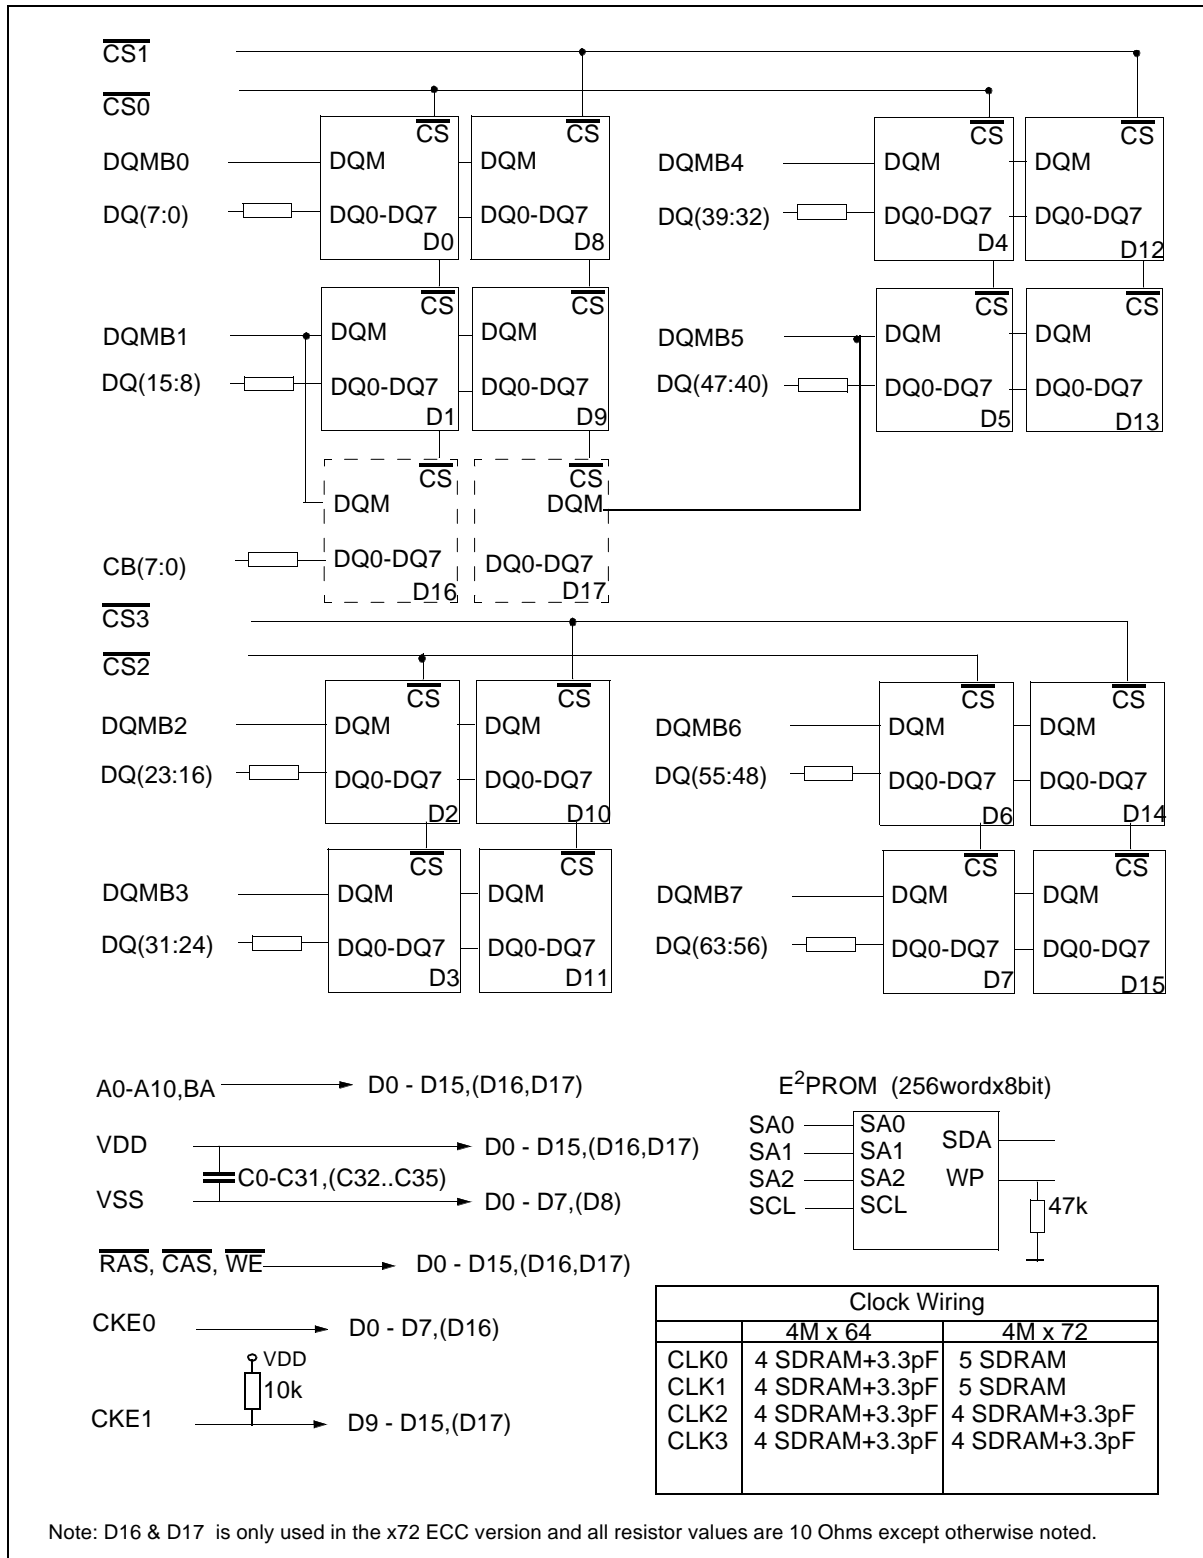 CS1
CS0
CS CS CS CS
DQMB0 DQM DQM DQMB4 DQM DQM
DQ(7:0) DQ0-DQ7 DQ0-DQ7 DQ(39:32) DQ0-DQ7 DQ0-DQ7
D0 D8 D4 D12
CS CS CS CS
DQMB1 DQM DQM DQMB5 DQM DQM
DQ(15:8) DQ0-DQ7 DQ0-DQ7 DQ(47:40) DQ0-DQ7 DQ0-DQ7
D1 D9 D5 D13
CS CS
DQM DQM
CB(7:0) DQ0-DQ7 DQ0-DQ7
D16 D17
CS3
CS2
CS CS CS CS
DQMB2 DQM DQM DQMB6 DQM DQM
DQ(23:16) DQ0-DQ7 DQ0-DQ7 DQ(55:48) DQ0-DQ7 DQ0-DQ7
D2 D10 D6 D14
CS CS CS CS
DQMB3 DQM DQM DQMB7 DQM DQM
DQ(31:24) DQ0-DQ7 DQ0-DQ7 DQ(63:56) DQ0-DQ7 DQ0-DQ7
D3 D11 D7 D15
A0-A10,BA D0 - D15,(D16,D17)
VDD D0 - D15,(D16,D17)
C0-C31,(C32..C35)
VSS D0 - D7,(D8)
RAS, CAS, WE D0 - D15,(D16,D17)
CKE0 D0 - D7,(D16)
VDD
10k
CKE1 D9 - D15,(D17)
E2PROM (256wordx8bit)
SA0 SA0 SDA
SA1 SA1
SA2 SA2 WP
SCL SCL 47k
Clock Wiring
4M x 64 4M x 72
CLK0 4 SDRAM+3.3pF 5 SDRAM
CLK1 4 SDRAM+3.3pF 5 SDRAM
CLK2 4 SDRAM+3.3pF 4 SDRAM+3.3pF
CLK3 4 SDRAM+3.3pF 4 SDRAM+3.3pF
Note: D16 & D17 is only used in the x72 ECC version and all resistor values are 10 Ohms except otherwise noted.